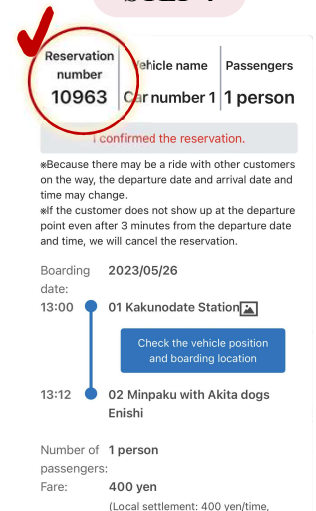 Reservation number
Vehicle name
Passengers
10963
Car number 1
1 person
I confirmed the reservation.
※Because there may be a ride with other customers
on the way, the departure date and arrival date and
time may change.
※If the customer does not show up at the departure
point even after 3 minutes from the departure date
and time, we will cancel the reservation.
Boarding date:
2023/05/26
13:00
01 Kakunodate Station
Check the vehicle position
and boarding location
13:12
02 Minpaku with Akita dogs
Enishi
Number of passengers:
1 person
Fare:
400 yen
(Local settlement: 400 yen/time,